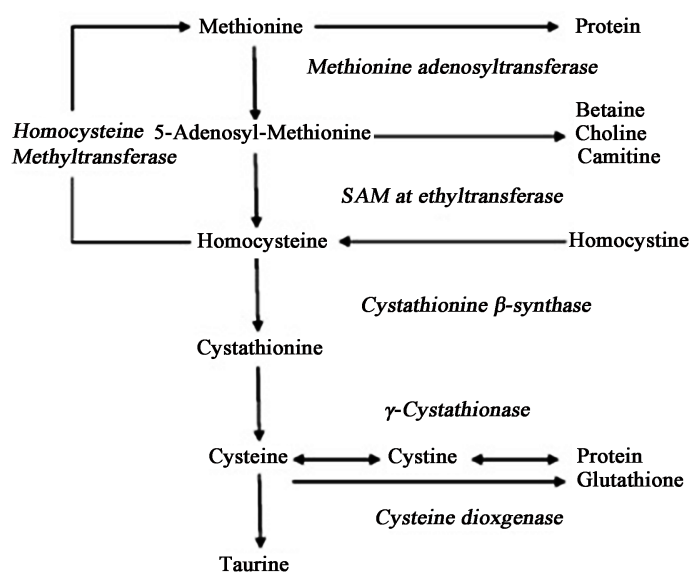 Methionine
Protein
Methionine adenosyltransferase
Betaine
Homocysteine
5-Adenosyl-Methionine
Choline
Methyltransferase
Camitine
SAM at ethyltransferase
Homocysteine
Homocystine
Cystathionine β-synthase
Cystathionine
γ-Cystathionase
Cysteine
Cystine
Protein
Glutathione
Cysteine dioxgenase
Taurine